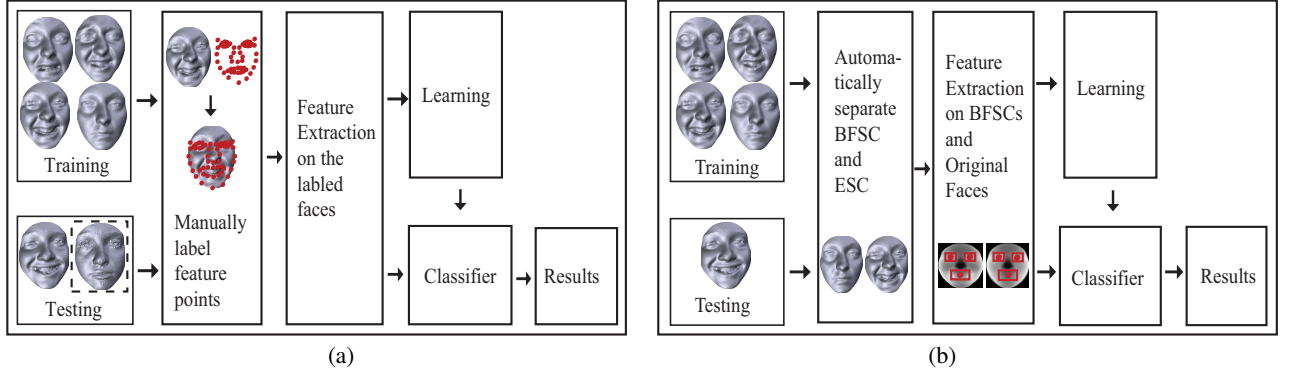 Training
Testing
Manually
label
feature
points
Feature
Extraction
on the
labled
faces
Learning
Classifier
Results
(a)
Training
Testing
Automa-
tically
separate
BFSC
and
ESC
Feature
Extraction
on BFSCs
and
Original
Faces
Learning
Classifier
Results
(b)